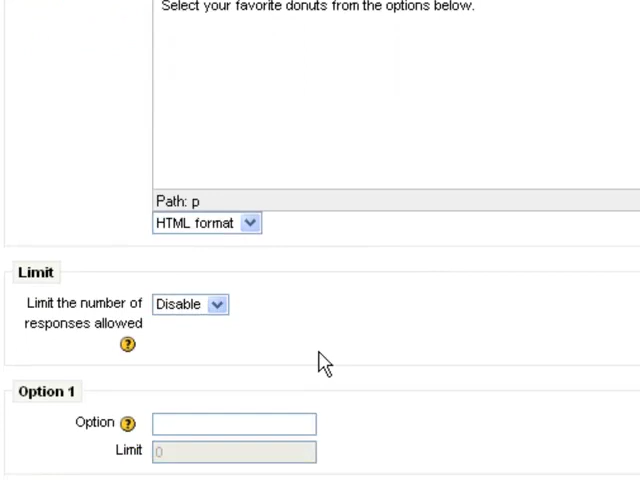 Select your favorite donuts from the options below.
Path: p
HTML format
Limit
Limit the number of
responses allowed
Disable
?
Option 1
Option ?
Limit 0